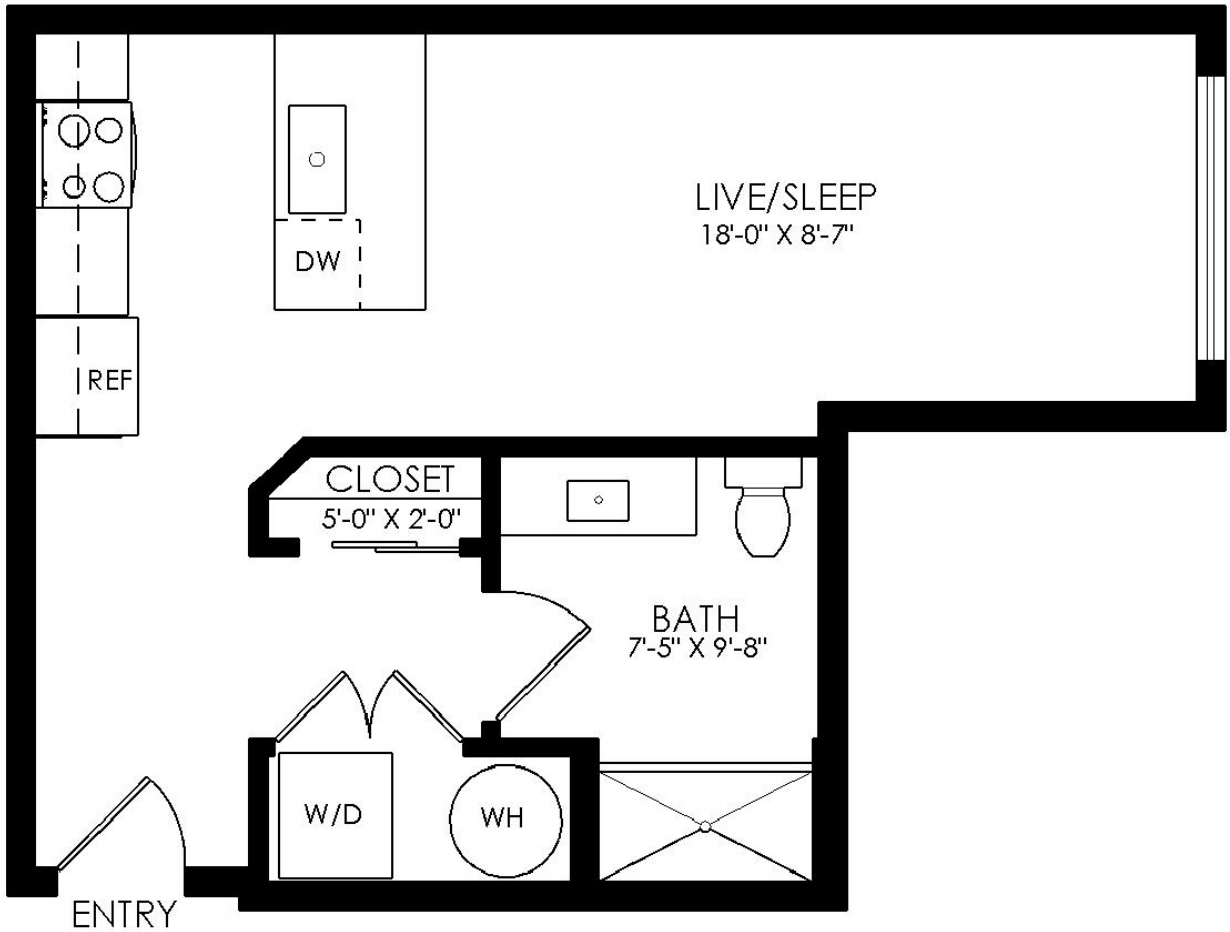 LIVE/SLEEP
18'-0" X 8'-7"
DW
REF
CLOSET
5'-0" X 2'-0"
BATH
7'-5" X 9'-8"
W/D
WH
ENTRY